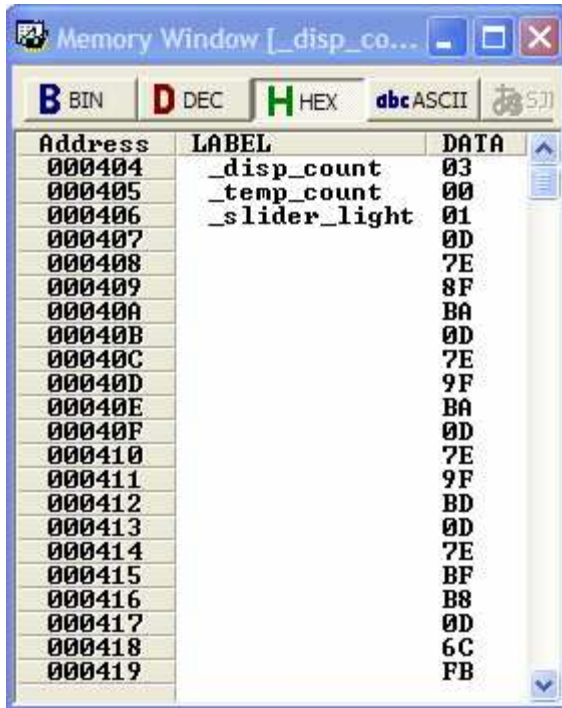 Memory Window [_disp_co...
B BIN D DEC H HEX abc ASCII あ SJI
Address LABEL DATA
000404 _disp_count 03
000405 _temp_count 00
000406 _slider_light 01
000407 0D
000408 7E
000409 8F
00040A BA
00040B 0D
00040C 7E
00040D 9F
00040E BA
00040F 0D
000410 7E
000411 9F
000412 BD
000413 0D
000414 7E
000415 BF
000416 B8
000417 0D
000418 6C
000419 FB